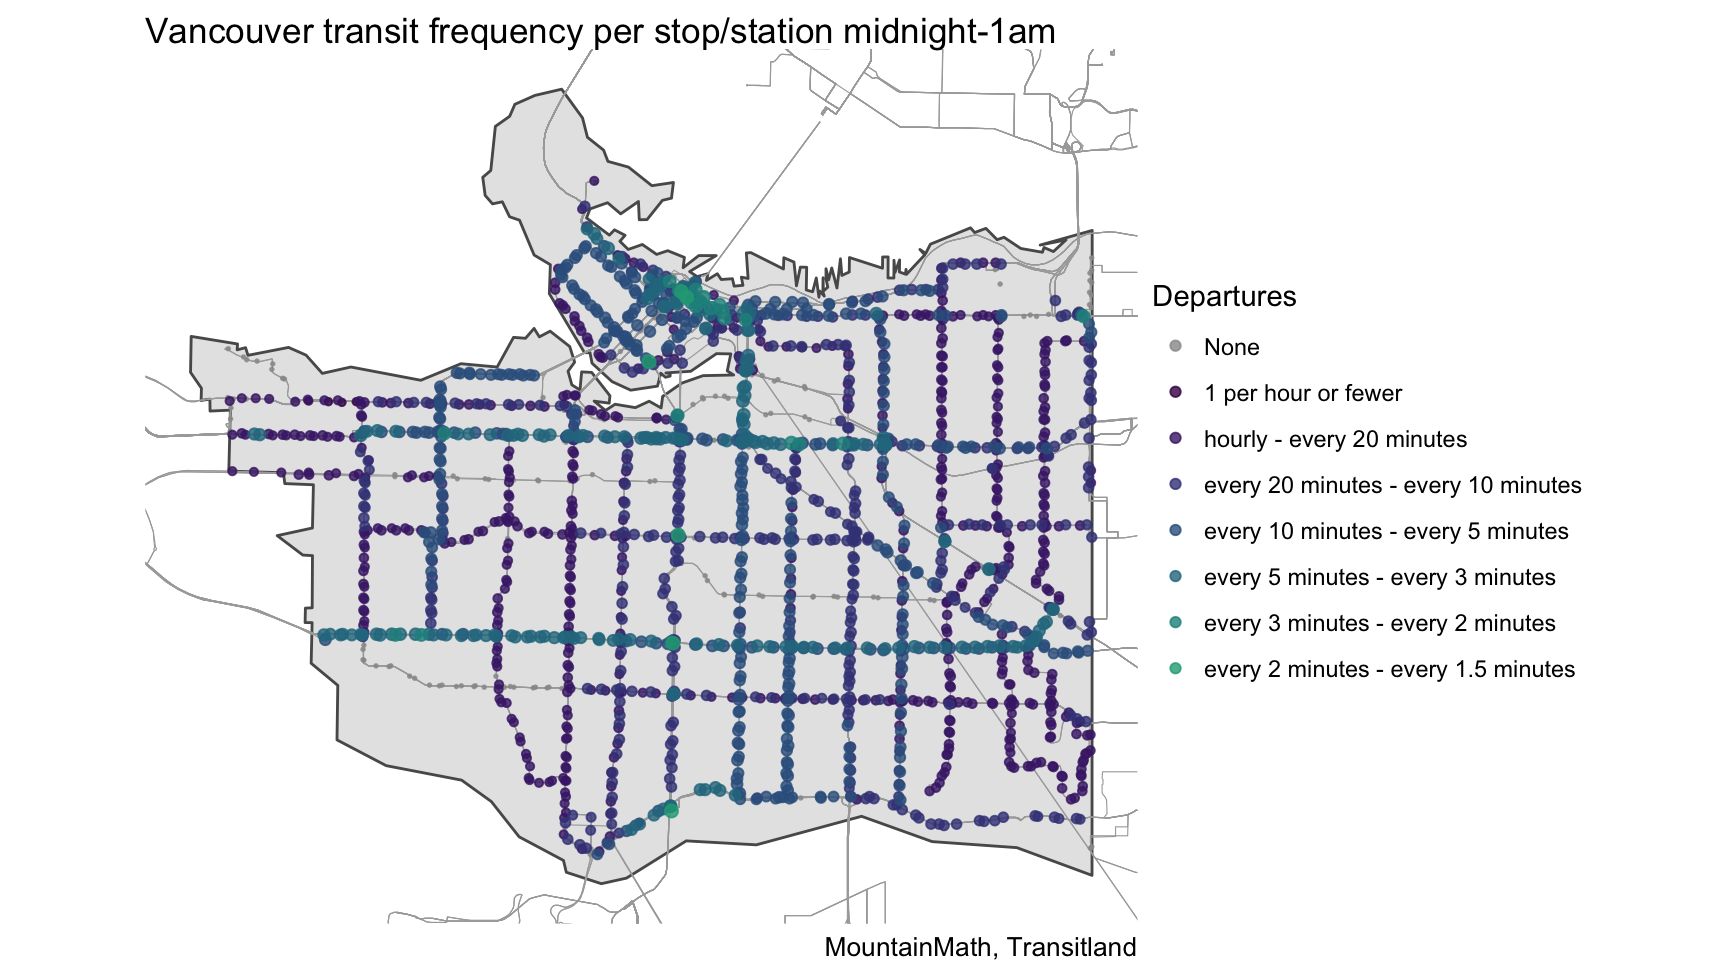 Vancouver transit frequency per stop/station midnight-1am
Departures
None
1 per hour or fewer
hourly - every 20 minutes
every 20 minutes - every 10 minutes
every 10 minutes - every 5 minutes
every 5 minutes - every 3 minutes
every 3 minutes - every 2 minutes
every 2 minutes - every 1.5 minutes
MountainMath, Transitland